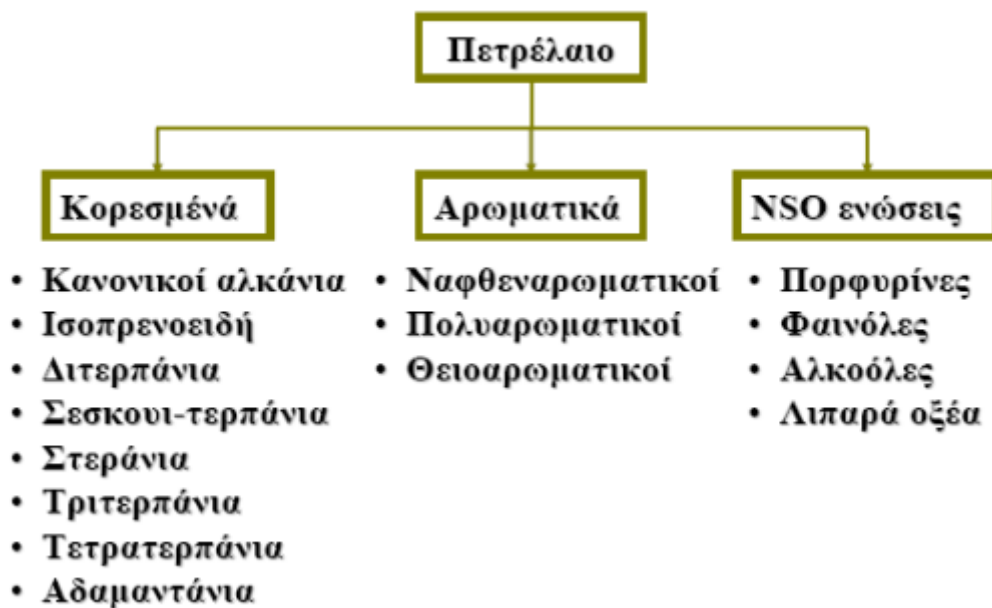 Πετρέλαιο
Κορεσμένα
• Κανονικοί αλκάνια
• Ισοπρενοειδή
• Διτερπάνια
• Σεσκουι-τερπάνια
• Στεράνια
• Τριτερπάνια
• Τετρατερπάνια
• Αδαμαντάνια
Αρωματικά
• Ναφθεναρωματικοί
• Πολυαρωματικοί
• Θειοαρωματικοί
NSO ενώσεις
• Πορφυρίνες
• Φαινόλες
• Αλκοόλες
• Λιπαρά οξέα